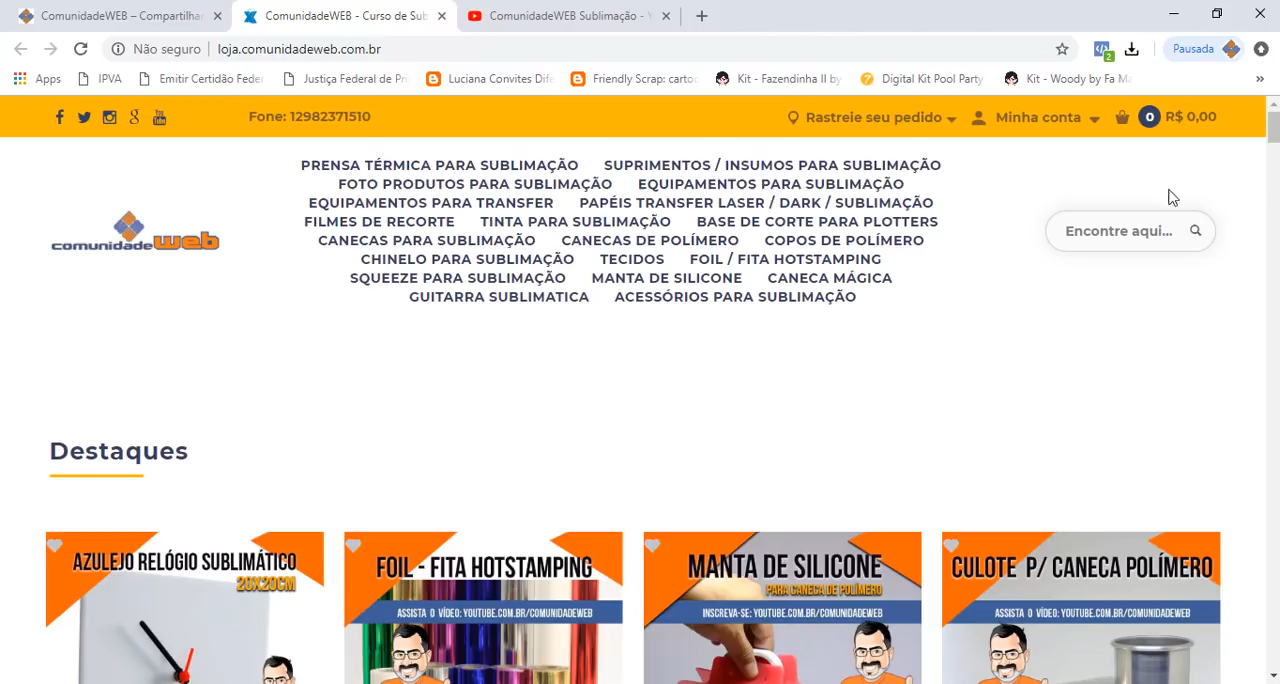 ComunidadeWEB – Compartilhar
ComunidadeWEB - Curso de Sub
ComunidadeWEB Sublimação - Y
Não seguro
loja.comunidadeweb.com.br
2
Pausada
Apps
IPVA
Emitir Certidão Feder
Justiça Federal de Pri
Luciana Convites Dife
Friendly Scrap: cartoo
Kit - Fazendinha II by
Digital Kit Pool Party
Kit - Woody by Fa Ma
»
Fone: 12982371510
Rastreie seu pedido
Minha conta
0
R$ 0,00
PRENSA TÉRMICA PARA SUBLIMAÇÃO SUPRIMENTOS / INSUMOS PARA SUBLIMAÇÃO
FOTO PRODUTOS PARA SUBLIMAÇÃO EQUIPAMENTOS PARA SUBLIMAÇÃO
EQUIPAMENTOS PARA TRANSFER PAPÉIS TRANSFER LASER / DARK / SUBLIMAÇÃO
FILMES DE RECORTE TINTA PARA SUBLIMAÇÃO BASE DE CORTE PARA PLOTTERS
CANECAS PARA SUBLIMAÇÃO CANECAS DE POLÍMERO COPOS DE POLÍMERO
CHINELO PARA SUBLIMAÇÃO TECIDOS FOIL / FITA HOTSTAMPING
SQUEEZE PARA SUBLIMAÇÃO MANTA DE SILICONE CANECA MÁGICA
GUITARRA SUBLIMATICA ACESSÓRIOS PARA SUBLIMAÇÃO
comunidadeweb
Encontre aqui...
Destaques
AZULEJO RELÓGIO SUBLIMÁTICO
20X20CM
FOIL - FITA HOTSTAMPING
ASSISTA O VÍDEO: YOUTUBE.COM.BR/COMUNIDADEWEB
MANTA DE SILICONE
PARA CANECA DE POLÍMERO
INSCREVA-SE: YOUTUBE.COM.BR/COMUNIDADEWEB
CULOTE P/ CANECA POLÍMERO
ASSISTA O VÍDEO: YOUTUBE.COM.BR/COMUNIDADEWEB